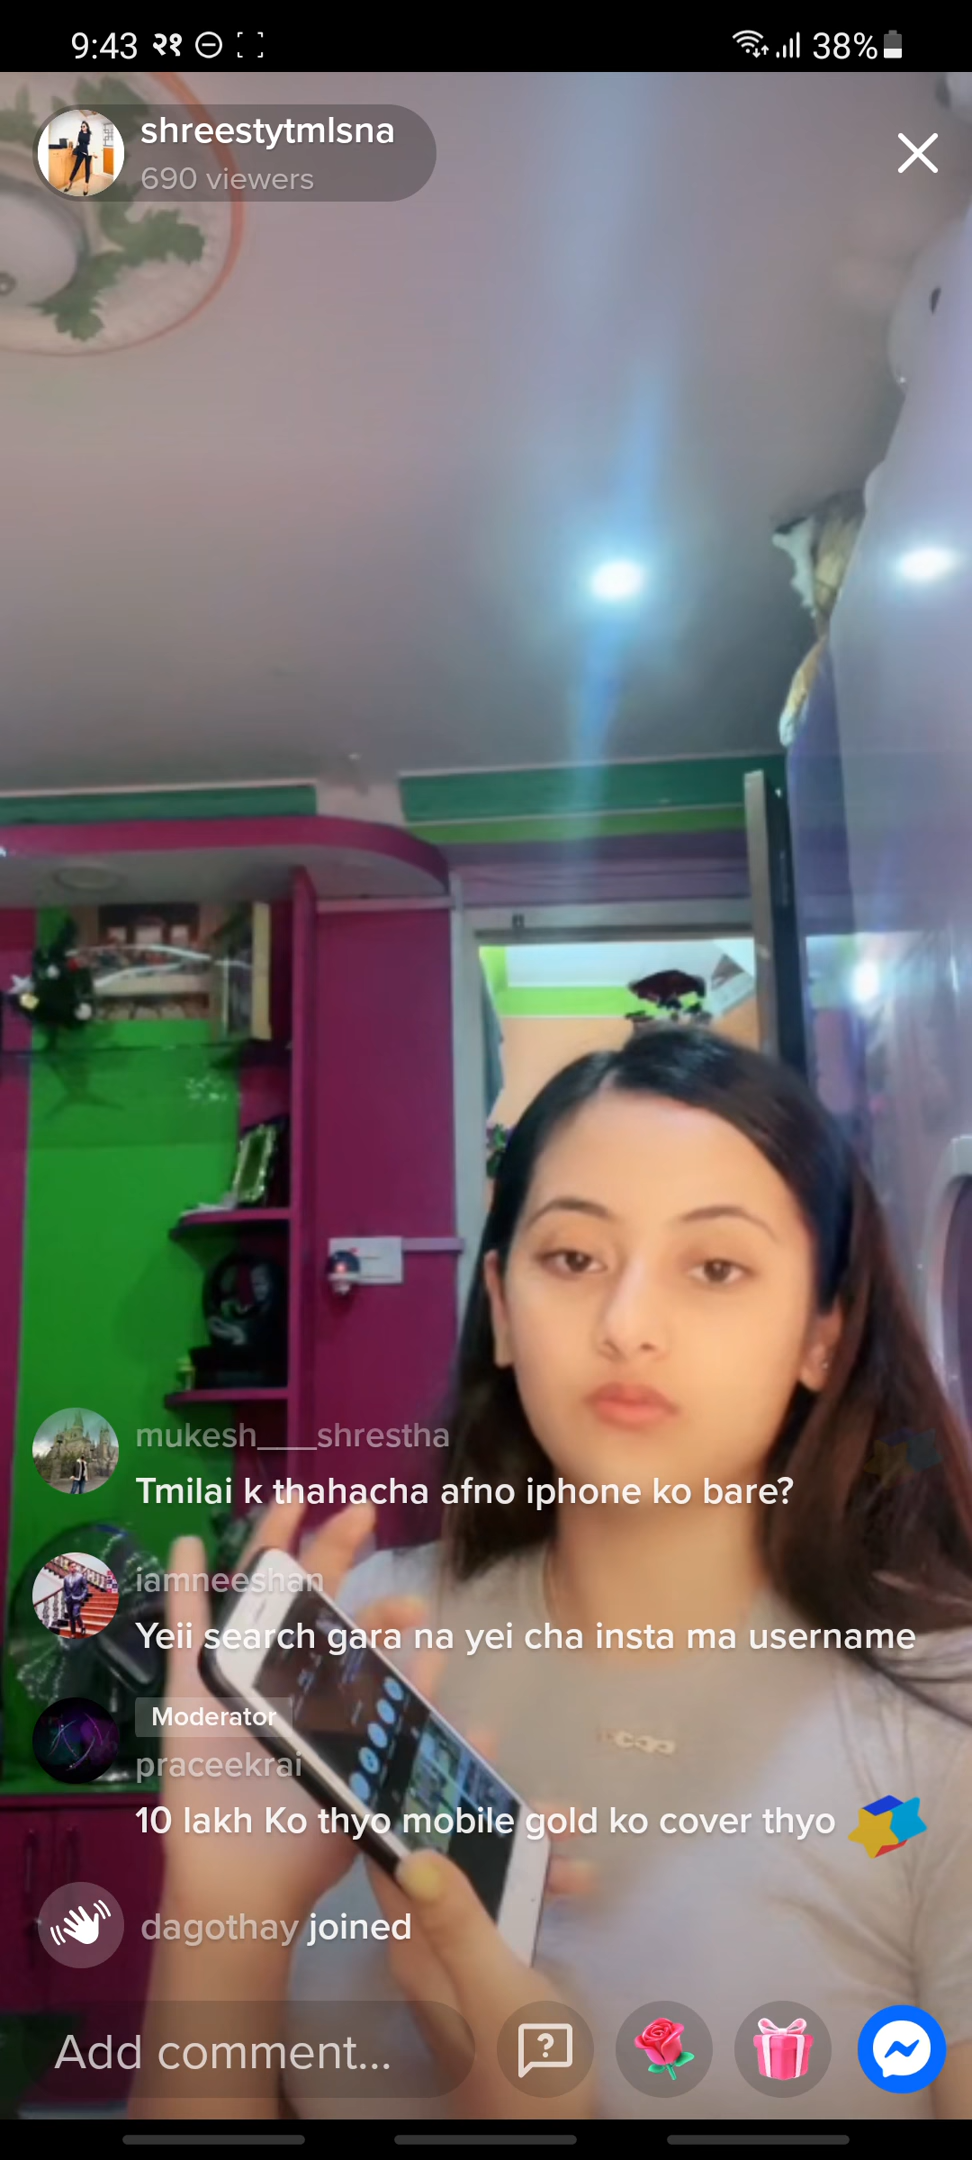 9:43 २१ 38%
shreestytmlsna
690 viewers
mukesh___shrestha
Tmilai k thahacha afno iphone ko bare?
iamneeshan
Yeii search gara na yei cha insta ma username
Moderator
praceekrai
10 lakh Ko thyo mobile gold ko cover thyo
dagothay joined
Add comment...